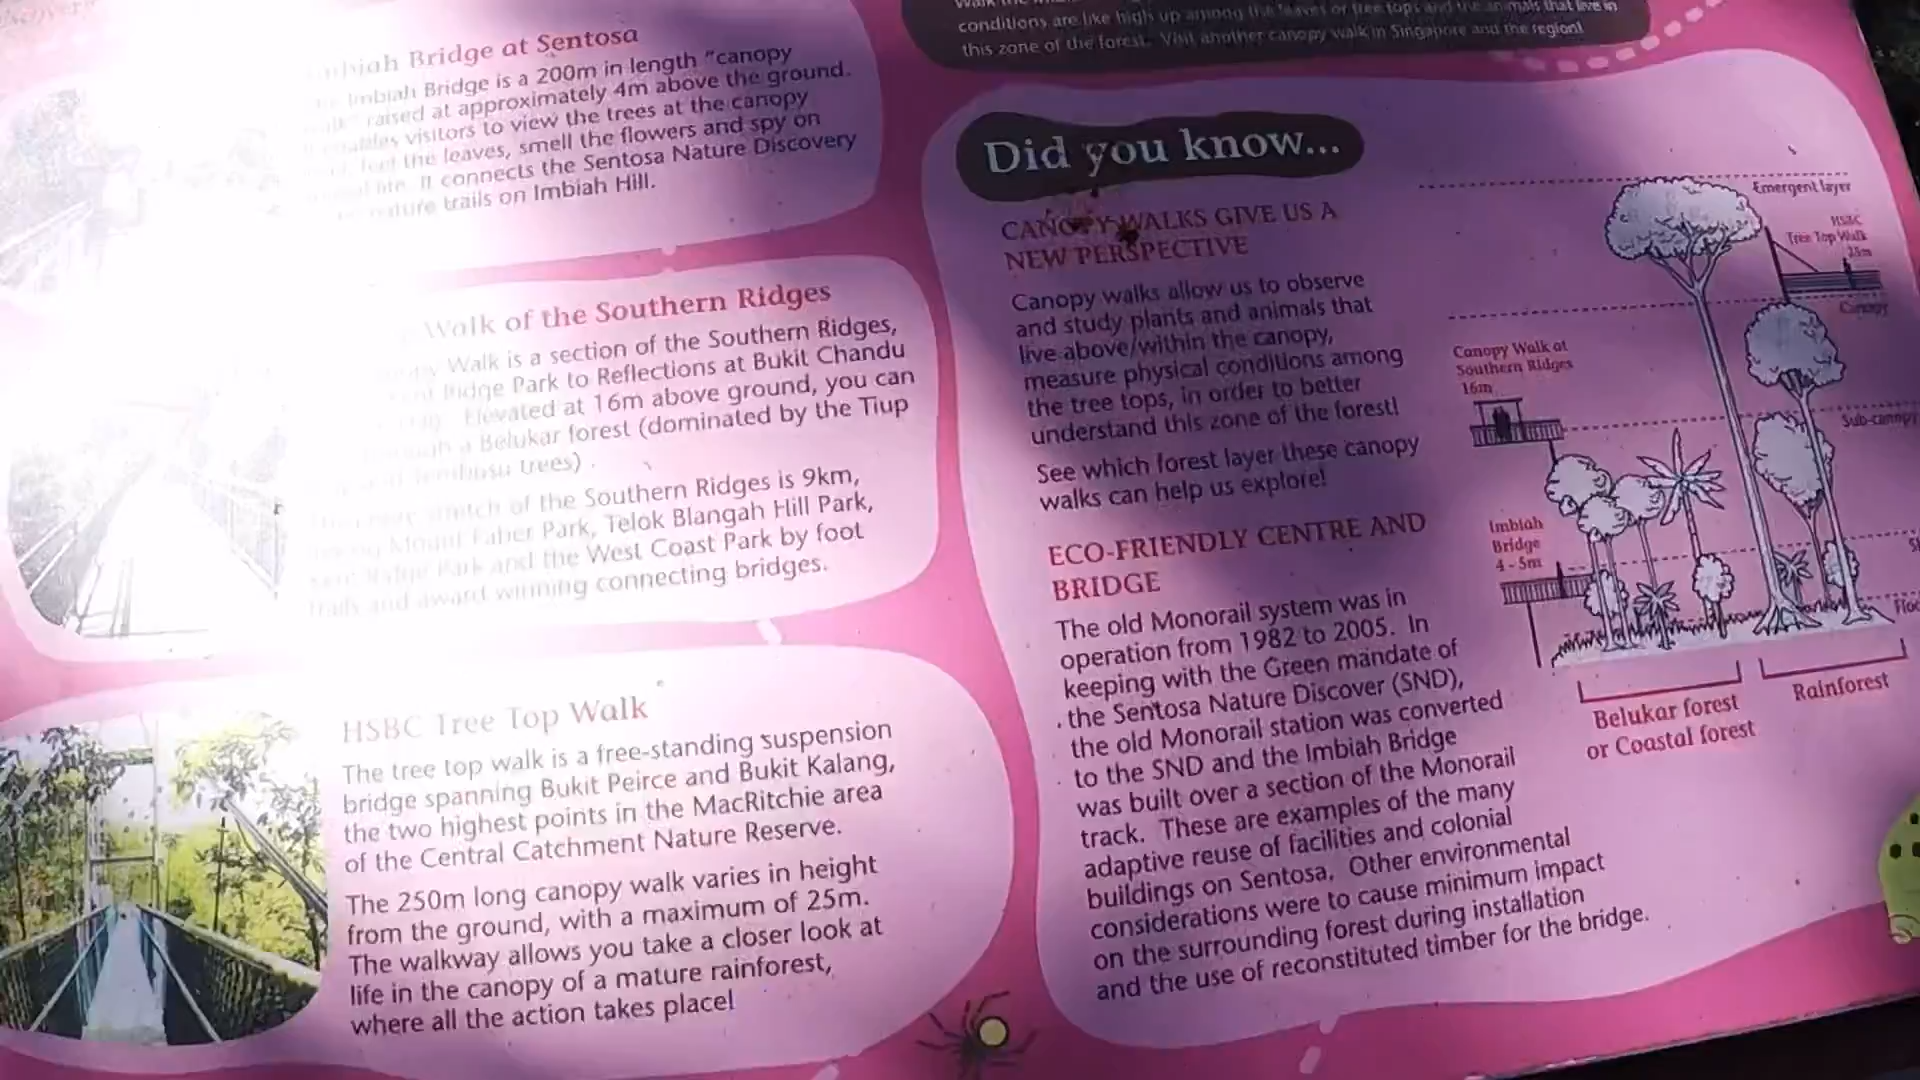 Imbiah Bridge at Sentosa
Imbiah Bridge is a 200m in length "canopy
raised at approximately 4m above the ground.
visitors to view the trees at the canopy
the leaves, smell the flowers and spy on
It connects the Sentosa Nature Discovery
nature trails on Imbiah Hill.
Walk of the Southern Ridges
Walk is a section of the Southern Ridges,
Ridge Park to Reflections at Bukit Chandu
Elevated at 16m above ground, you can
a Belukar forest (dominated by the Tiup
Tembusu trees).
stretch of the Southern Ridges is 9km,
Mount Faber Park, Telok Blangah Hill Park,
Ridge Park and the West Coast Park by foot
trails and award winning connecting bridges.
HSBC Tree Top Walk
The tree top walk is a free-standing suspension
bridge spanning Bukit Peirce and Bukit Kalang,
the two highest points in the MacRitchie area
of the Central Catchment Nature Reserve.
The 250m long canopy walk varies in height
from the ground, with a maximum of 25m.
The walkway allows you take a closer look at
life in the canopy of a mature rainforest,
where all the action takes place!
conditions are like high up among the leaves or tree tops and the animals that live in
this zone of the forest. Visit another canopy walk in Singapore and the region!
Did you know...
CANOPY WALKS GIVE US A
NEW PERSPECTIVE
Canopy walks allow us to observe
and study plants and animals that
live above/within the canopy,
measure physical conditions among
the tree tops, in order to better
understand this zone of the forest!
See which forest layer these canopy
walks can help us explore!
ECO-FRIENDLY CENTRE AND
BRIDGE
The old Monorail system was in
operation from 1982 to 2005. In
keeping with the Green mandate of
the Sentosa Nature Discover (SND),
the old Monorail station was converted
to the SND and the Imbiah Bridge
was built over a section of the Monorail
track. These are examples of the many
adaptive reuse of facilities and colonial
buildings on Sentosa. Other environmental
considerations were to cause minimum impact
on the surrounding forest during installation
and the use of reconstituted timber for the bridge.
Emergent layer
HSBC
Tree Top Walk
25m
Canopy
Canopy Walk at
Southern Ridges
16m
Sub-canopy
Imbiah
Bridge
4 - 5m
Belukar forest
or Coastal forest
Rainforest